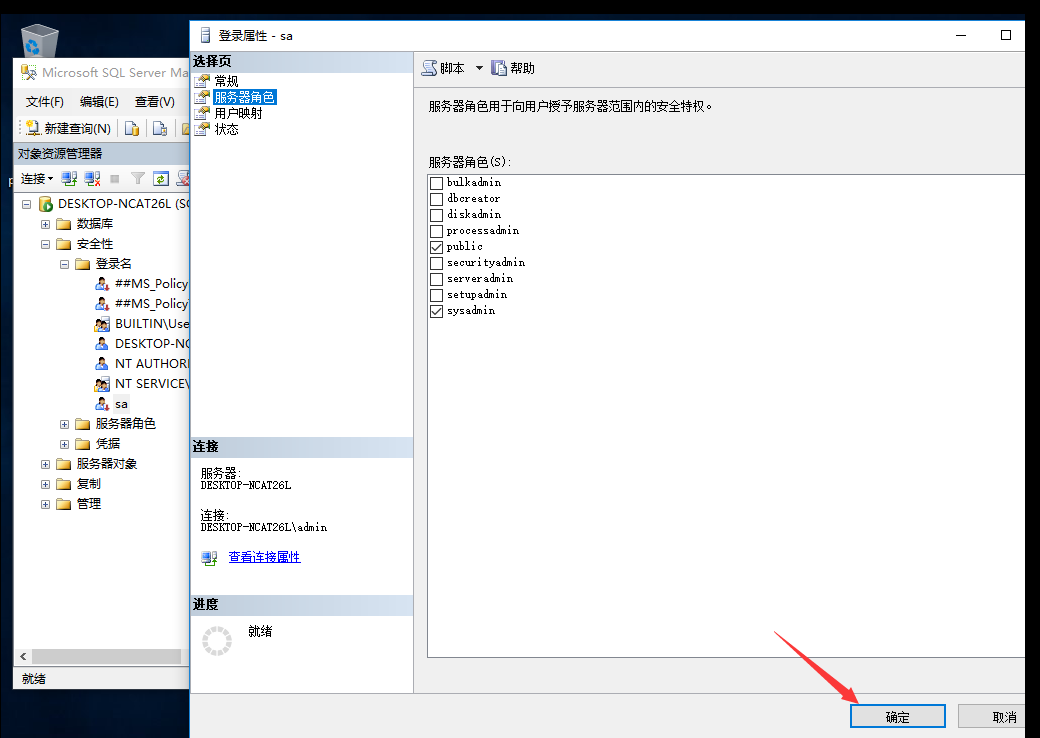 登录属性 - sa
Microsoft SQL Server Ma
文件(F) 编辑(E) 查看(V)
新建查询(N)
对象资源管理器
连接
DESKTOP-NCAT26L (SQ
数据库
安全性
登录名
##MS_Policy
##MS_Policy
BUILTIN\Use
DESKTOP-NC
NT AUTHORI
NT SERVICE\
sa
服务器角色
凭据
服务器对象
复制
管理
就绪
选择页
常规
服务器角色
用户映射
状态
连接
服务器:
DESKTOP-NCAT26L
连接:
DESKTOP-NCAT26L\admin
查看连接属性
进度
就绪
脚本 帮助
服务器角色用于向用户授予服务器范围内的安全特权。
服务器角色(S):
bulkadmin
dbcreator
diskadmin
processadmin
public
securityadmin
serveradmin
setupadmin
sysadmin
确定 取消